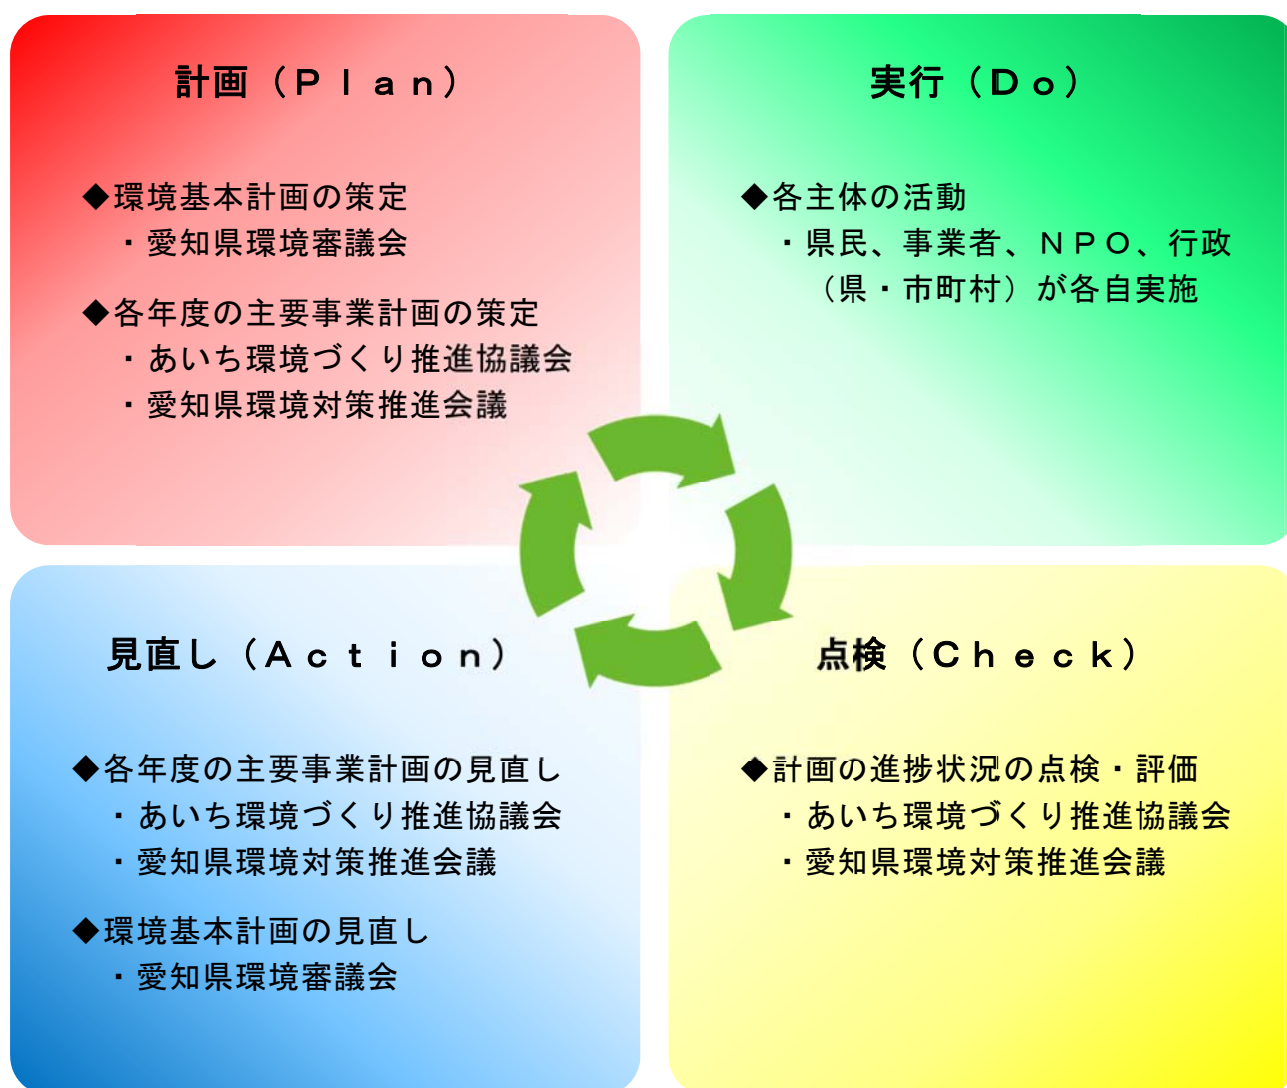 計画（Ｐｌａｎ）
◆環境基本計画の策定
・愛知県環境審議会
◆各年度の主要事業計画の策定
・あいち環境づくり推進協議会
・愛知県環境対策推進会議
実行（Ｄｏ）
◆各主体の活動
・県民、事業者、ＮＰＯ、行政
（県・市町村）が各自実施
見直し（Ａｃｔｉｏｎ）
◆各年度の主要事業計画の見直し
・あいち環境づくり推進協議会
・愛知県環境対策推進会議
◆環境基本計画の見直し
・愛知県環境審議会
点検（Ｃｈｅｃｋ）
◆計画の進捗状況の点検・評価
・あいち環境づくり推進協議会
・愛知県環境対策推進会議